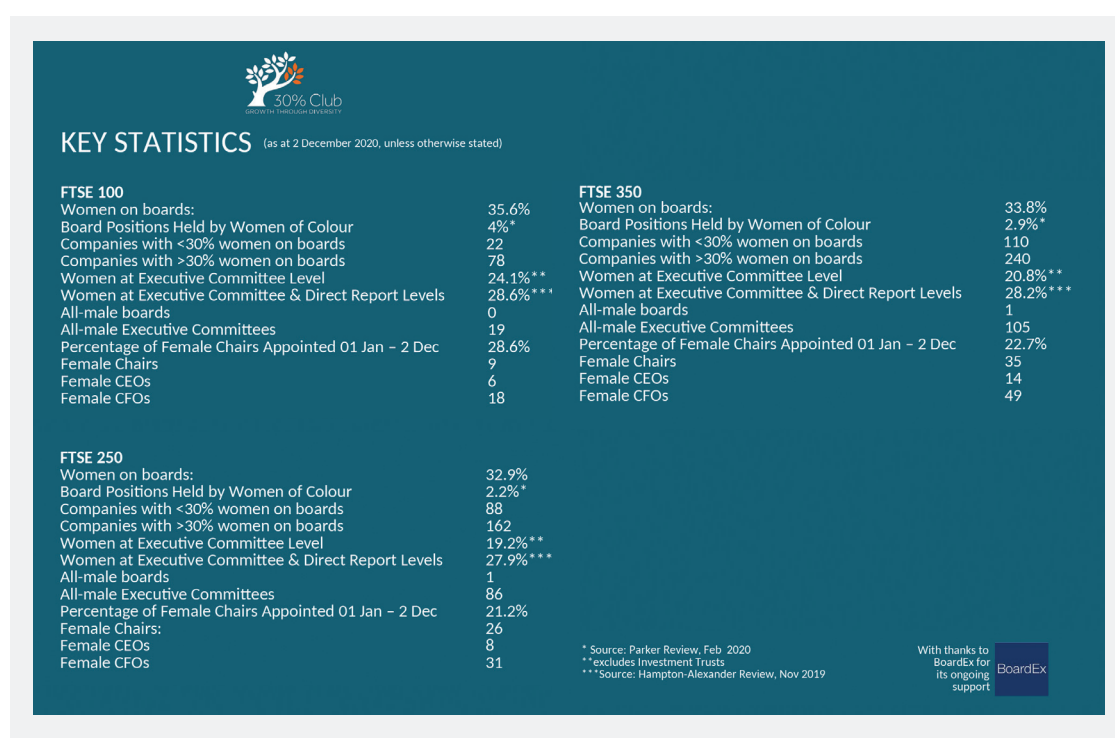 30% Club
GROWTH THROUGH DIVERSITY
KEY STATISTICS (as at 2 December 2020, unless otherwise stated)
FTSE 100
Women on boards: 35.6%
Board Positions Held by Women of Colour 4%*
Companies with <30% women on boards 22
Companies with >30% women on boards 78
Women at Executive Committee Level 24.1%**
Women at Executive Committee & Direct Report Levels 28.6%***
All-male boards 0
All-male Executive Committees 19
Percentage of Female Chairs Appointed 01 Jan – 2 Dec 28.6%
Female Chairs 9
Female CEOs 6
Female CFOs 18
FTSE 350
Women on boards: 33.8%
Board Positions Held by Women of Colour 2.9%*
Companies with <30% women on boards 110
Companies with >30% women on boards 240
Women at Executive Committee Level 20.8%**
Women at Executive Committee & Direct Report Levels 28.2%***
All-male boards 1
All-male Executive Committees 105
Percentage of Female Chairs Appointed 01 Jan – 2 Dec 22.7%
Female Chairs 35
Female CEOs 14
Female CFOs 49
FTSE 250
Women on boards: 32.9%
Board Positions Held by Women of Colour 2.2%*
Companies with <30% women on boards 88
Companies with >30% women on boards 162
Women at Executive Committee Level 19.2%**
Women at Executive Committee & Direct Report Levels 27.9%***
All-male boards 1
All-male Executive Committees 86
Percentage of Female Chairs Appointed 01 Jan – 2 Dec 21.2%
Female Chairs: 26
Female CEOs 8
Female CFOs 31
* Source: Parker Review, Feb 2020
**excludes Investment Trusts
***Source: Hampton-Alexander Review, Nov 2019
With thanks to
BoardEx for
its ongoing
support
BoardEx